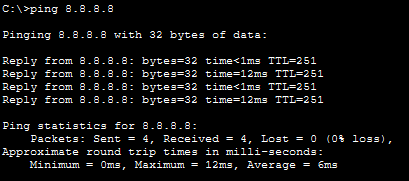 C:\>ping 8.8.8.8
Pinging 8.8.8.8 with 32 bytes of data:
Reply from 8.8.8.8: bytes=32 time<1ms TTL=251
Reply from 8.8.8.8: bytes=32 time=12ms TTL=251
Reply from 8.8.8.8: bytes=32 time<1ms TTL=251
Reply from 8.8.8.8: bytes=32 time=12ms TTL=251
Ping statistics for 8.8.8.8:
Packets: Sent = 4, Received = 4, Lost = 0 (0% loss),
Approximate round trip times in milli-seconds:
Minimum = 0ms, Maximum = 12ms, Average = 6ms